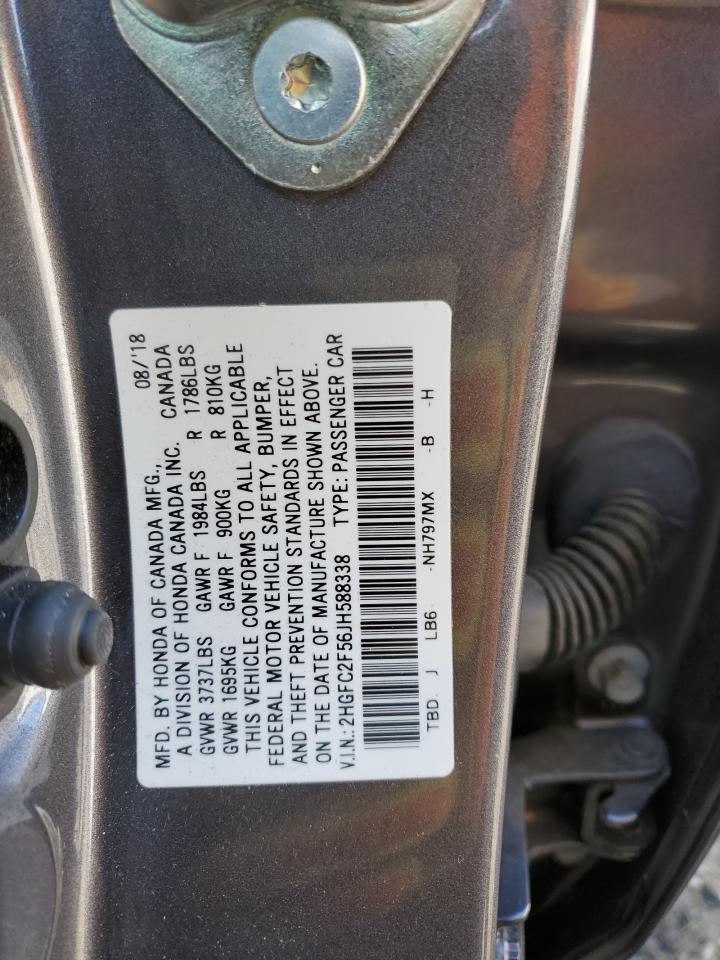 08/'18
MFD. BY HONDA OF CANADA MFG.,
A DIVISION OF HONDA CANADA INC. CANADA
GVWR 3737LBS GAWR F 1984LBS R 1786LBS
GVWR 1695KG GAWR F 900KG R 810KG
THIS VEHICLE CONFORMS TO ALL APPLICABLE
FEDERAL MOTOR VEHICLE SAFETY, BUMPER,
AND THEFT PREVENTION STANDARDS IN EFFECT
ON THE DATE OF MANUFACTURE SHOWN ABOVE.
V.I.N.: 2HGFC2F56JH588338 TYPE: PASSENGER CAR
TBD J LB6 -NH797MX -B -H